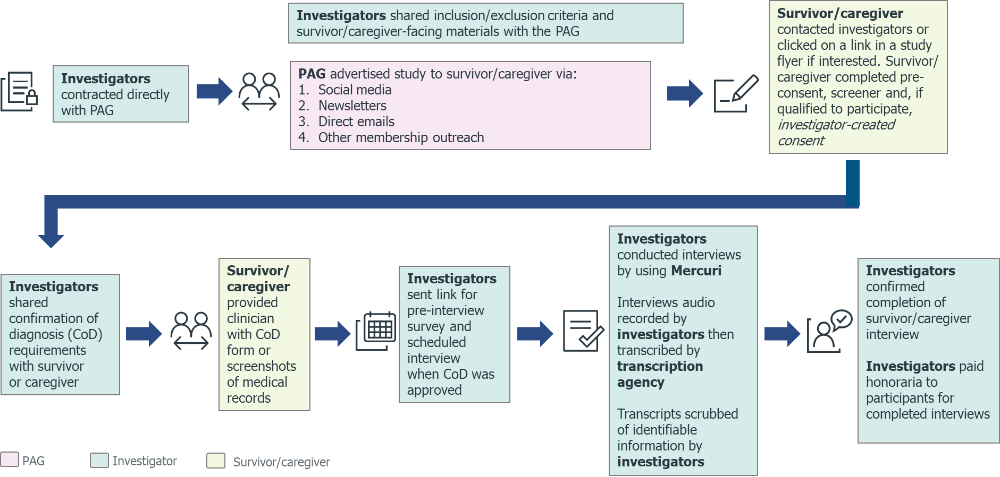 Investigators shared inclusion/exclusion criteria and
survivor/caregiver-facing materials with the PAG
Investigators
contracted directly
with PAG
PAG advertised study to survivor/caregiver via:
1. Social media
2. Newsletters
3. Direct emails
4. Other membership outreach
Survivor/caregiver
contacted investigators or
clicked on a link in a study
flyer if interested. Survivor/
caregiver completed pre-
consent, screener and, if
qualified to participate,
investigator-created
consent
Investigators
shared
confirmation of
diagnosis (CoD)
requirements
with survivor
or caregiver
Survivor/
caregiver
provided
clinician
with CoD
form or
screenshots
of medical
records
Investigators
sent link for
pre-interview
survey and
scheduled
interview
when CoD was
approved
Investigators
conducted interviews
by using Mercuri
Interviews audio
recorded by
investigators then
transcribed by
transcription
agency
Transcripts scrubbed
of identifiable
information by
investigators
Investigators
confirmed
completion of
survivor/caregiver
interview
Investigators paid
honoraria to
participants for
completed interviews
PAG
Investigator
Survivor/caregiver